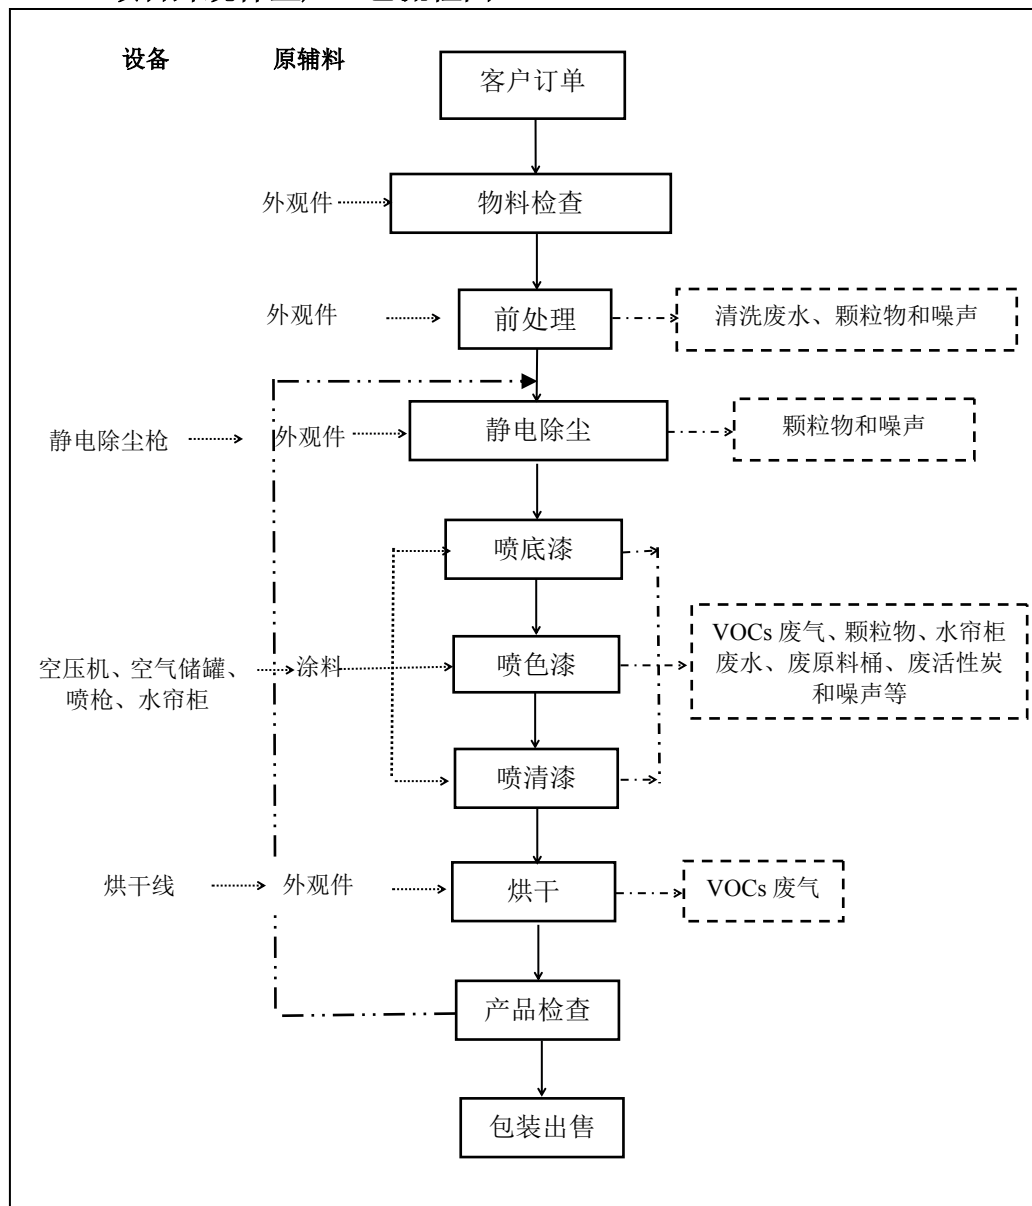 设备 原辅料
客户订单
外观件 物料检查
外观件 前处理 清洗废水、颗粒物和噪声
静电除尘枪 外观件 静电除尘 颗粒物和噪声
喷底漆
空压机、空气储罐、
喷枪、水帘柜
涂料
喷色漆
VOCs 废气、颗粒物、水帘柜
废水、废原料桶、废活性炭
和噪声等
喷清漆
烘干线 外观件 烘干 VOCs 废气
产品检查
包装出售